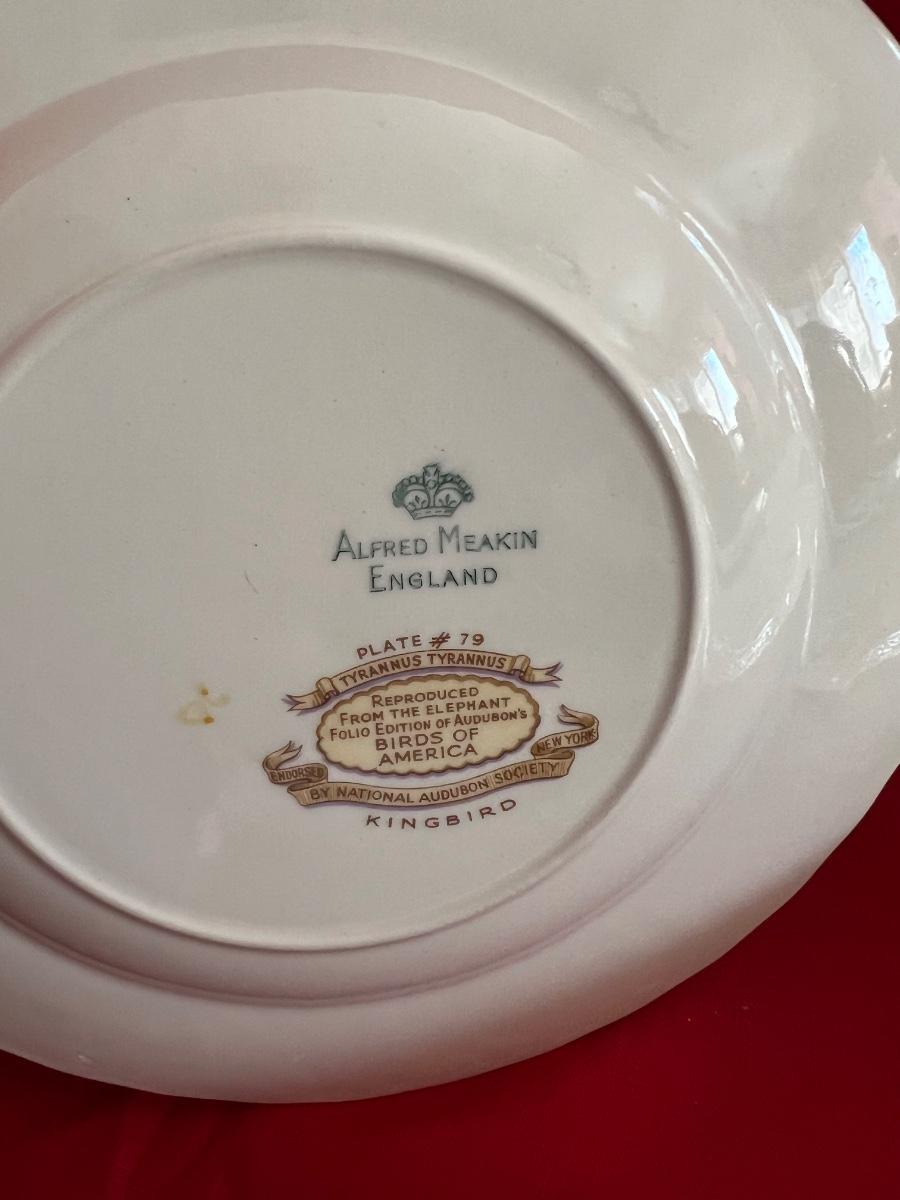 ALFRED MEAKIN
ENGLAND
PLATE # 79
TYRANNUS TYRANNUS
REPRODUCED
FROM THE ELEPHANT
FOLIO EDITION OF AUDUBON'S
BIRDS OF
AMERICA
ENDORSED
BY NATIONAL AUDUBON SOCIETY
NEW YORK
KINGBIRD